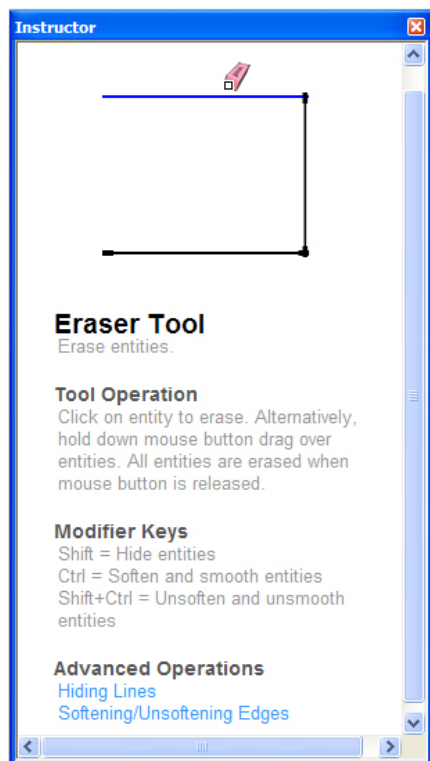 Instructor
Eraser Tool
Erase entities.
Tool Operation
Click on entity to erase. Alternatively,
hold down mouse button drag over
entities. All entities are erased when
mouse button is released.
Modifier Keys
Shift = Hide entities
Ctrl = Soften and smooth entities
Shift+Ctrl = Unsoften and unsmooth
entities
Advanced Operations
Hiding Lines
Softening/Unsoftening Edges